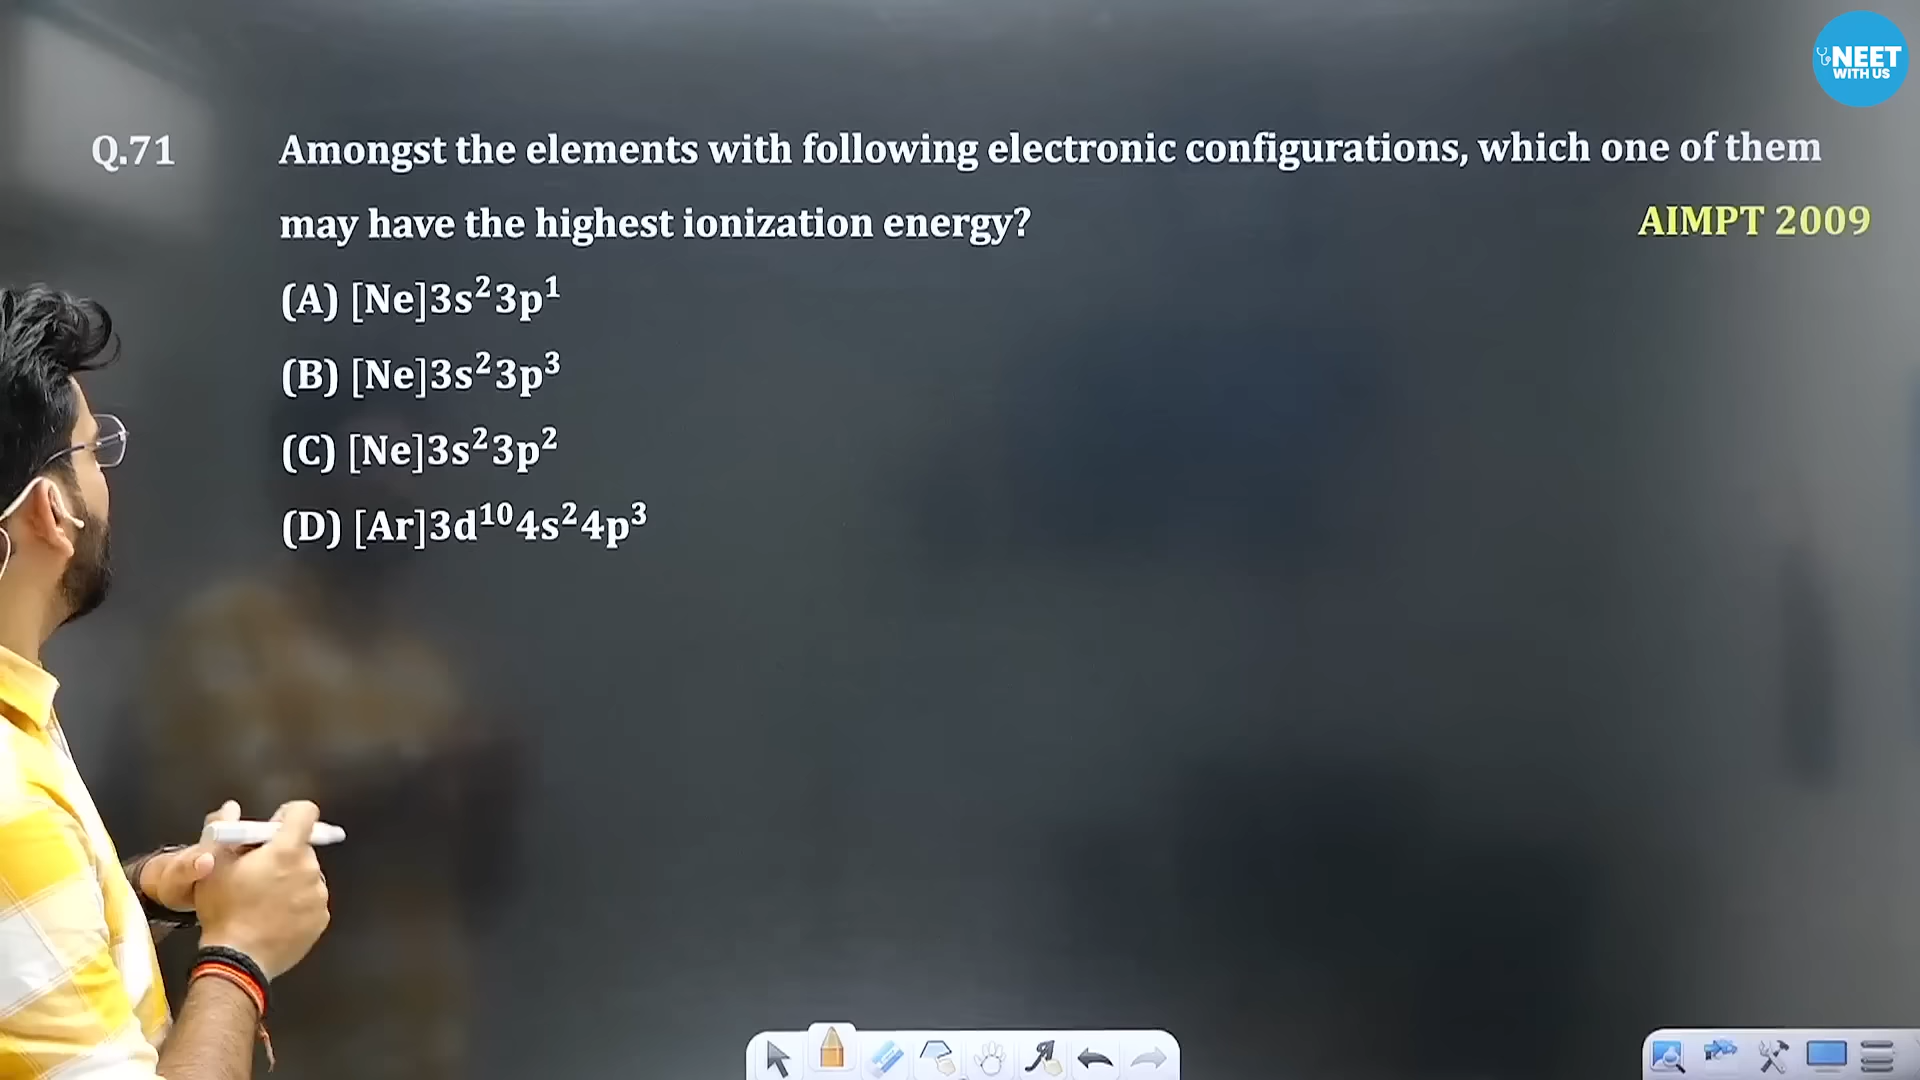 NEET
WITH US
Q.71 Amongst the elements with following electronic configurations, which one of them
may have the highest ionization energy? AIMPT 2009
(A) [Ne]3s²3p¹
(B) [Ne]3s²3p³
(C) [Ne]3s²3p²
(D) [Ar]3d¹⁰4s²4p³